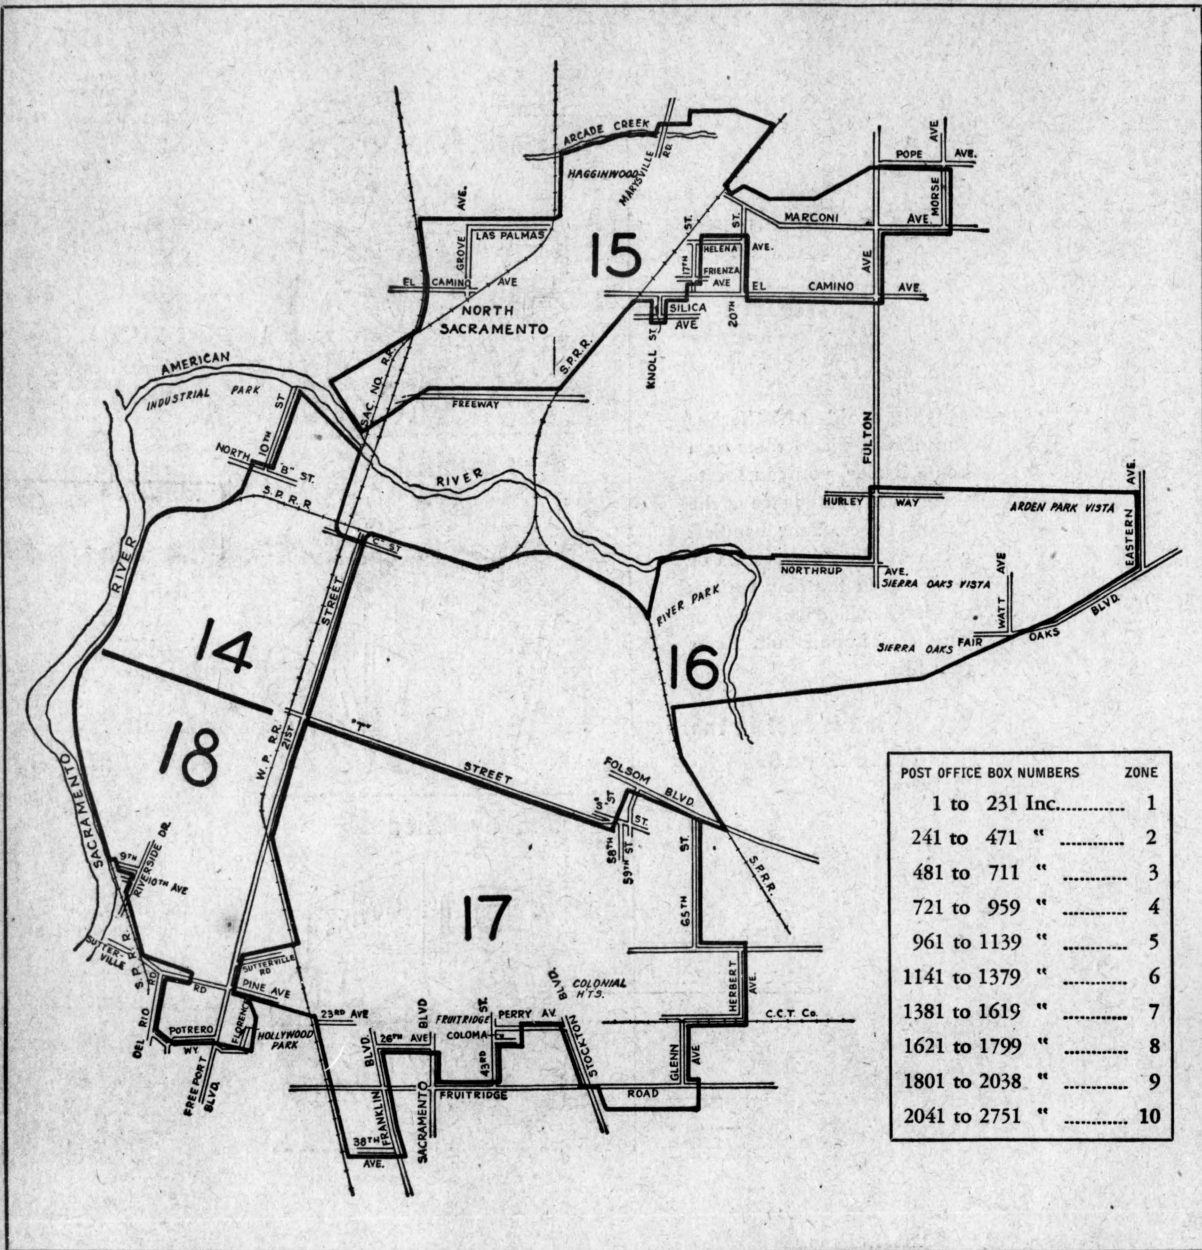 ARCADE CREEK
MARYSVILLE RD.
HAGGINWOOD
POPE AVE.
AVE
MORSE
MARCONI AVE.
GROVE AVE.
LAS PALMAS
15
17TH ST.
HELENA AVE.
ST.
FRIENZA AVE
EL CAMINO AVE
EL CAMINO AVE.
AVE
NORTH SACRAMENTO
SILICA AVE
20TH
KNOLL ST
S.P.R.R.
SAC. NO. R.R.
FREEWAY
AMERICAN
INDUSTRIAL PARK
10TH ST
NORTH "B" ST.
S.P.R.R
RIVER
FULTON
HURLEY WAY
ARDEN PARK VISTA
EASTERN AVE.
"C" ST
RIVER
NORTHRUP AVE.
SIERRA OAKS VISTA
WATT AVE
FAIR OAKS BLVD.
SIERRA OAKS
RIVER PARK
STREET
14
16
18
W.P. RR.
21ST
"T" STREET
SACRAMENTO
FOLSOM BLVD.
"S" ST
ST.
58TH
59TH ST.
65TH ST.
S.P.R.R.
9TH
RIVERSIDE DR.
10TH AVE
17
SUTTER-
VILLE
S.P.R.R.
RD
RD
SUTTERVILLE
RD
PINE AVE
DEL RIO
POTRERO
WY.
FLORENCE
HOLLYWOOD
PARK
FREEPORT BLVD.
23RD AVE
26TH AVE
BLVD
BLVD.
FRANKLIN
SACRAMENTO
38TH
AVE.
FRUITRIDGE
ST.
PERRY AV.
COLOMA
43RD
FRUITRIDGE ROAD
STOCKTON BLVD.
COLONIAL
HTS.
HERBERT AVE.
C.C.T. Co.
GLENN AVE
POST OFFICE BOX NUMBERS ZONE
1 to 231 Inc............. 1
241 to 471 " ............ 2
481 to 711 " ............ 3
721 to 959 " ............ 4
961 to 1139 " ............ 5
1141 to 1379 " ............ 6
1381 to 1619 " ............ 7
1621 to 1799 " ............ 8
1801 to 2038 " ............ 9
2041 to 2751 " ............ 10